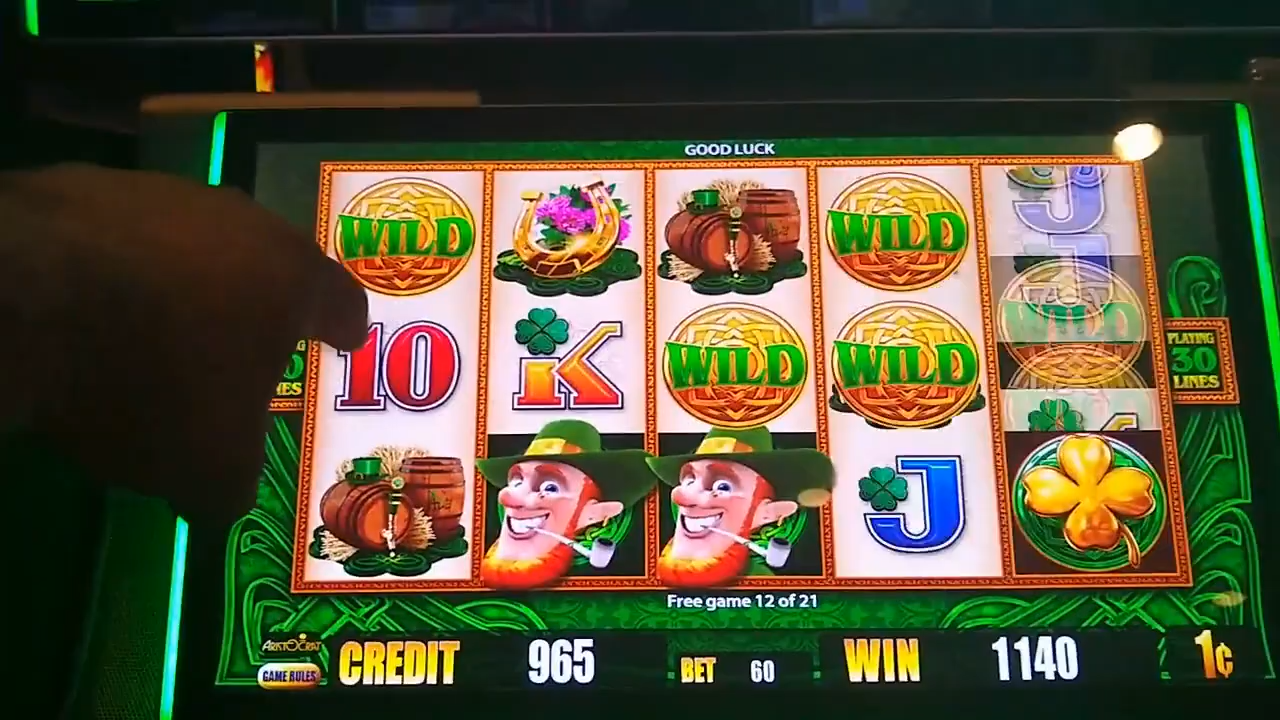 GOOD LUCK
WILD
WILD
J
J
WILD
10
K
WILD
WILD
PLAYING
30
LINES
J
Free game 12 of 21
ARISTOCRAT
GAME RULES
CREDIT 965 BET 60 WIN 1140 1¢